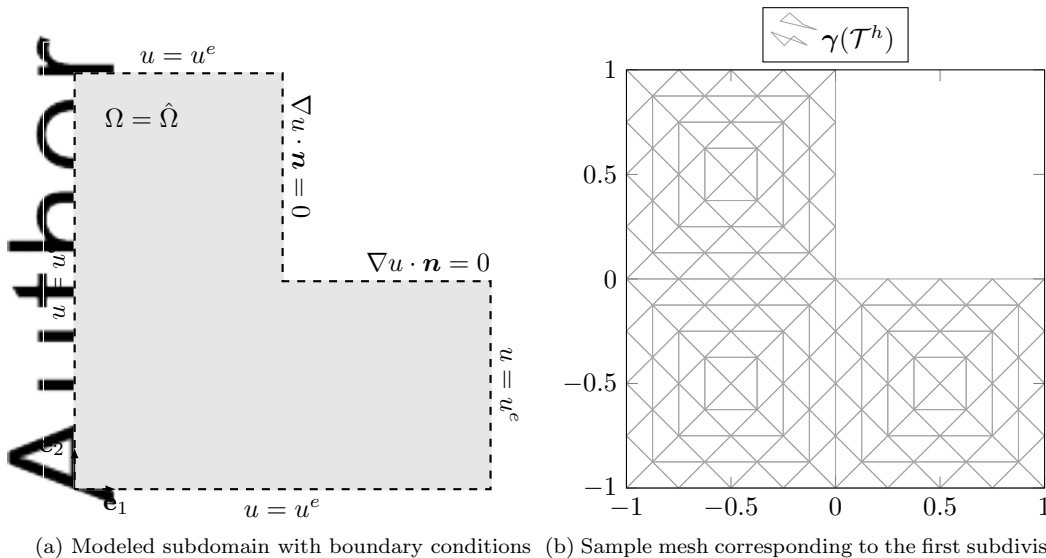 u = u^e
Ω = Ω̂
∇u · n = 0
∇u · n = 0
u = u
u = u^e
e_2
e_1
u = u^e
Author
(a) Modeled subdomain with boundary conditions
γ(𝒯^h)
1
0.5
0
−0.5
−1
−1
−0.5
0
0.5
1
(b) Sample mesh corresponding to the first subdivis